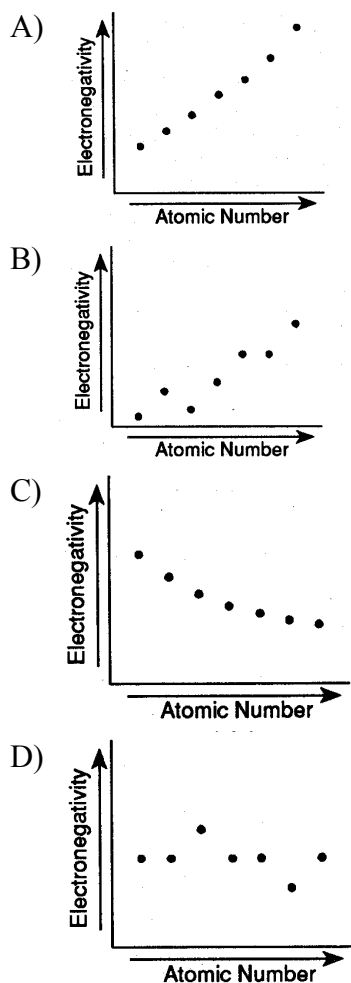 A)
Electronegativity
Atomic Number
B)
Electronegativity
Atomic Number
C)
Electronegativity
Atomic Number
D)
Electronegativity
Atomic Number